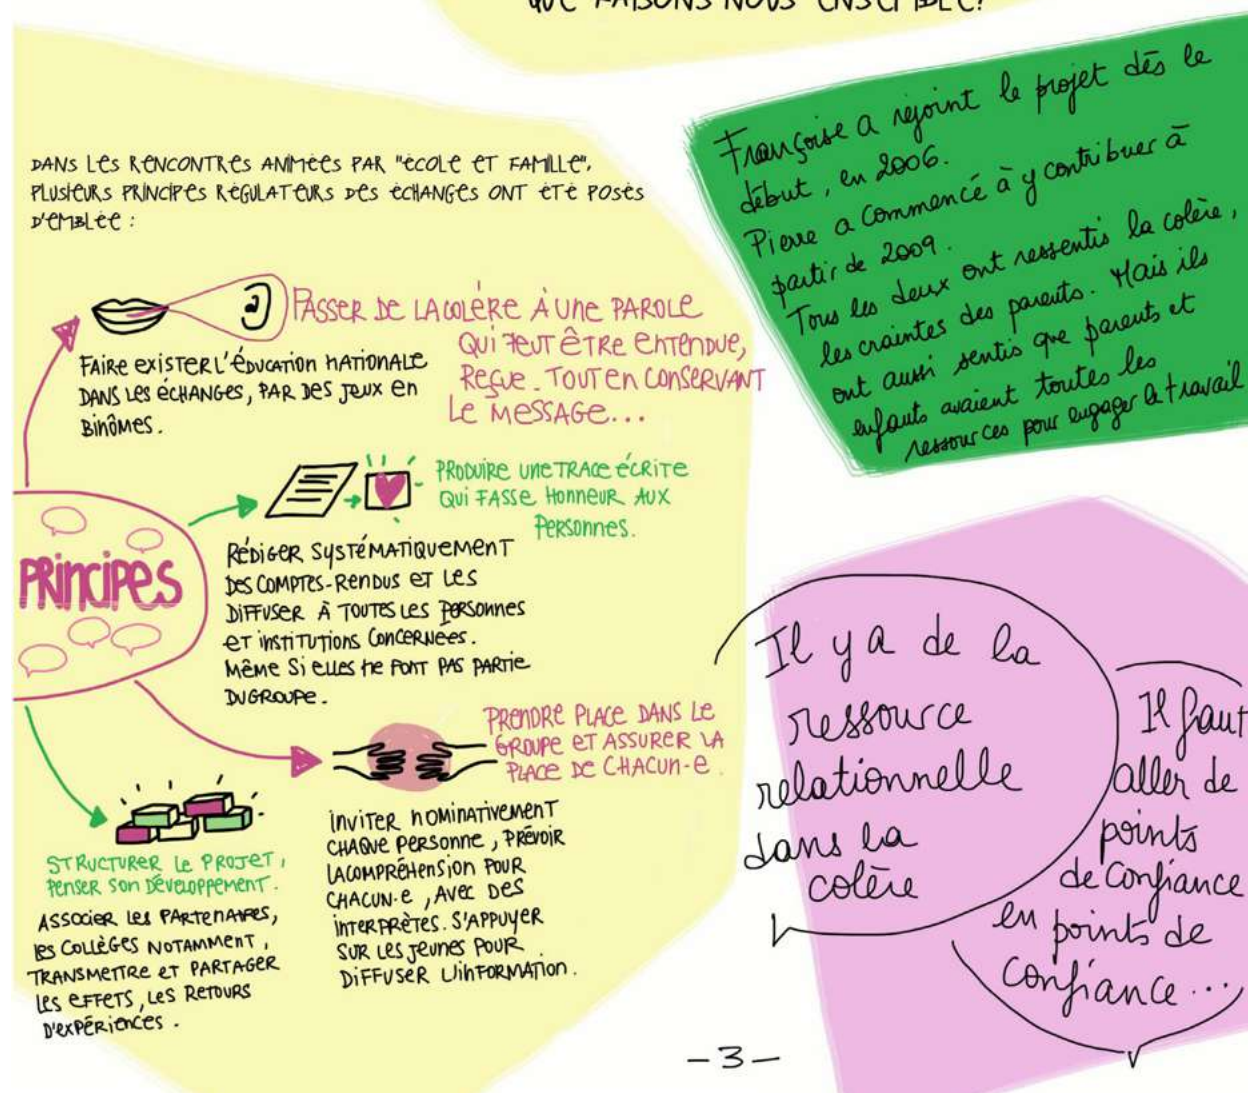 QUE FAISONS NOUS ENSEMBLE?
DANS LES RENCONTRES ANIMÉES PAR "ÉCOLE ET FAMILLE",
PLUSIEURS PRINCIPES RÉGULATEURS DES ÉCHANGES ONT ÉTÉ POSÉS
D'EMBLÉE :
PASSER DE LA COLÈRE À UNE PAROLE
QUI PEUT ÊTRE ENTENDUE,
REÇUE. TOUT EN CONSERVANT
LE MESSAGE...
FAIRE EXISTER L'ÉDUCATION NATIONALE
DANS LES ÉCHANGES, PAR DES JEUX EN
BINÔMES.
PRINCIPES
PRODUIRE UNE TRACE ÉCRITE
QUI FASSE HONNEUR AUX
PERSONNES.
RÉDIGER SYSTÉMATIQUEMENT
DES COMPTES-RENDUS ET LES
DIFFUSER À TOUTES LES PERSONNES
ET INSTITUTIONS CONCERNÉES.
MÊME SI ELLES NE FONT PAS PARTIE
DU GROUPE.
PRENDRE PLACE DANS LE
GROUPE ET ASSURER LA
PLACE DE CHACUN-E.
INVITER NOMINATIVEMENT
CHAQUE PERSONNE, PRÉVOIR
LA COMPRÉHENSION POUR
CHACUN·E, AVEC DES
INTERPRÈTES. S'APPUYER
SUR LES JEUNES POUR
DIFFUSER L'INFORMATION.
STRUCTURER LE PROJET,
PENSER SON DÉVELOPPEMENT.
ASSOCIER LES PARTENAIRES,
LES COLLÈGES NOTAMMENT,
TRANSMETTRE ET PARTAGER
LES EFFETS, LES RETOURS
D'EXPÉRIENCES.
Françoise a rejoint le projet dès le
début, en 2006.
Pierre a commencé à y contribuer à
partir de 2009.
Tous les deux ont ressentis la colère,
les craintes des parents. Mais ils
ont aussi sentis que parents et
enfants avaient toutes les
ressources pour engager le travail
Il y a de la
ressource
relationnelle
dans la
colère
Il faut
aller de
points
de confiance
en points de
confiance...
-3-